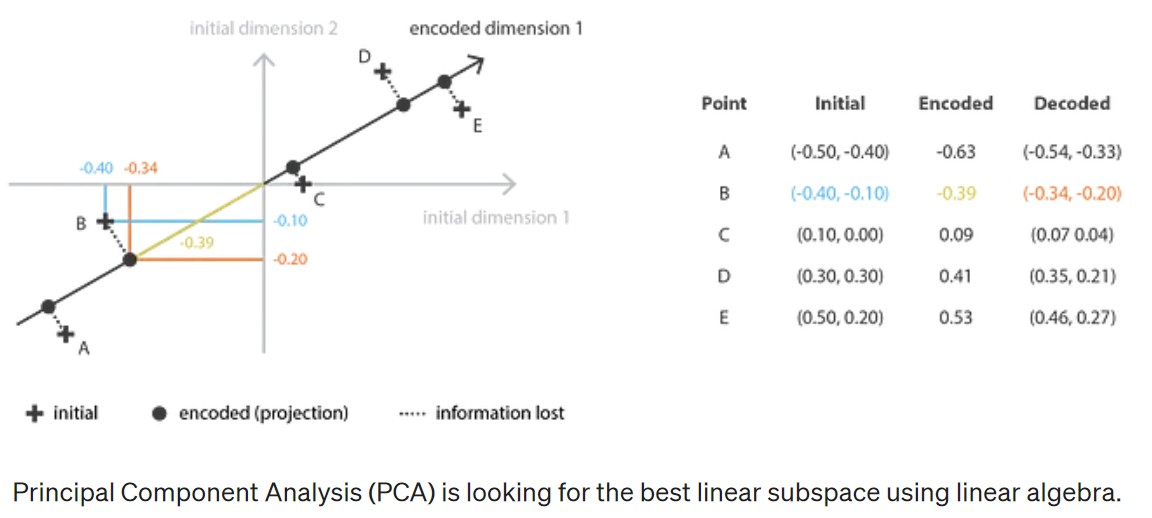 initial dimension 2
encoded dimension 1
D
E
-0.40 -0.34
C
initial dimension 1
B
-0.10
-0.39
-0.20
A
Point Initial Encoded Decoded
A (-0.50, -0.40) -0.63 (-0.54, -0.33)
B (-0.40, -0.10) -0.39 (-0.34, -0.20)
C (0.10, 0.00) 0.09 (0.07 0.04)
D (0.30, 0.30) 0.41 (0.35, 0.21)
E (0.50, 0.20) 0.53 (0.46, 0.27)
initial encoded (projection) information lost
Principal Component Analysis (PCA) is looking for the best linear subspace using linear algebra.